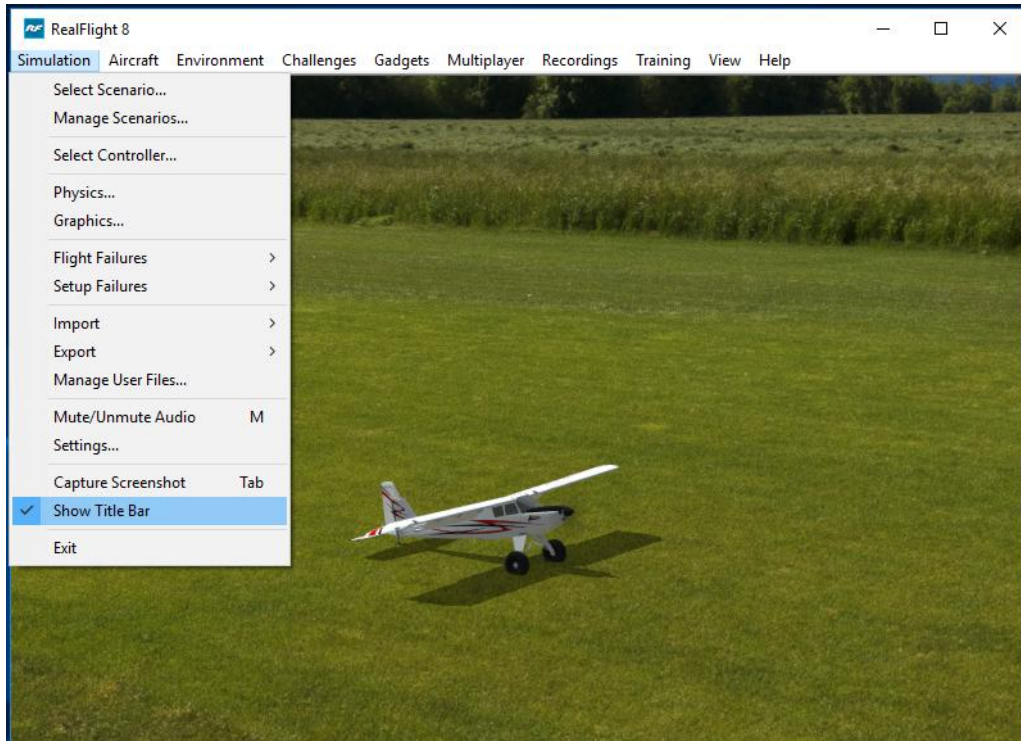 RF RealFlight 8
Simulation Aircraft Environment Challenges Gadgets Multiplayer Recordings Training View Help
Select Scenario...
Manage Scenarios...
Select Controller...
Physics...
Graphics...
Flight Failures
Setup Failures
Import
Export
Manage User Files...
Mute/Unmute Audio M
Settings...
Capture Screenshot Tab
Show Title Bar
Exit